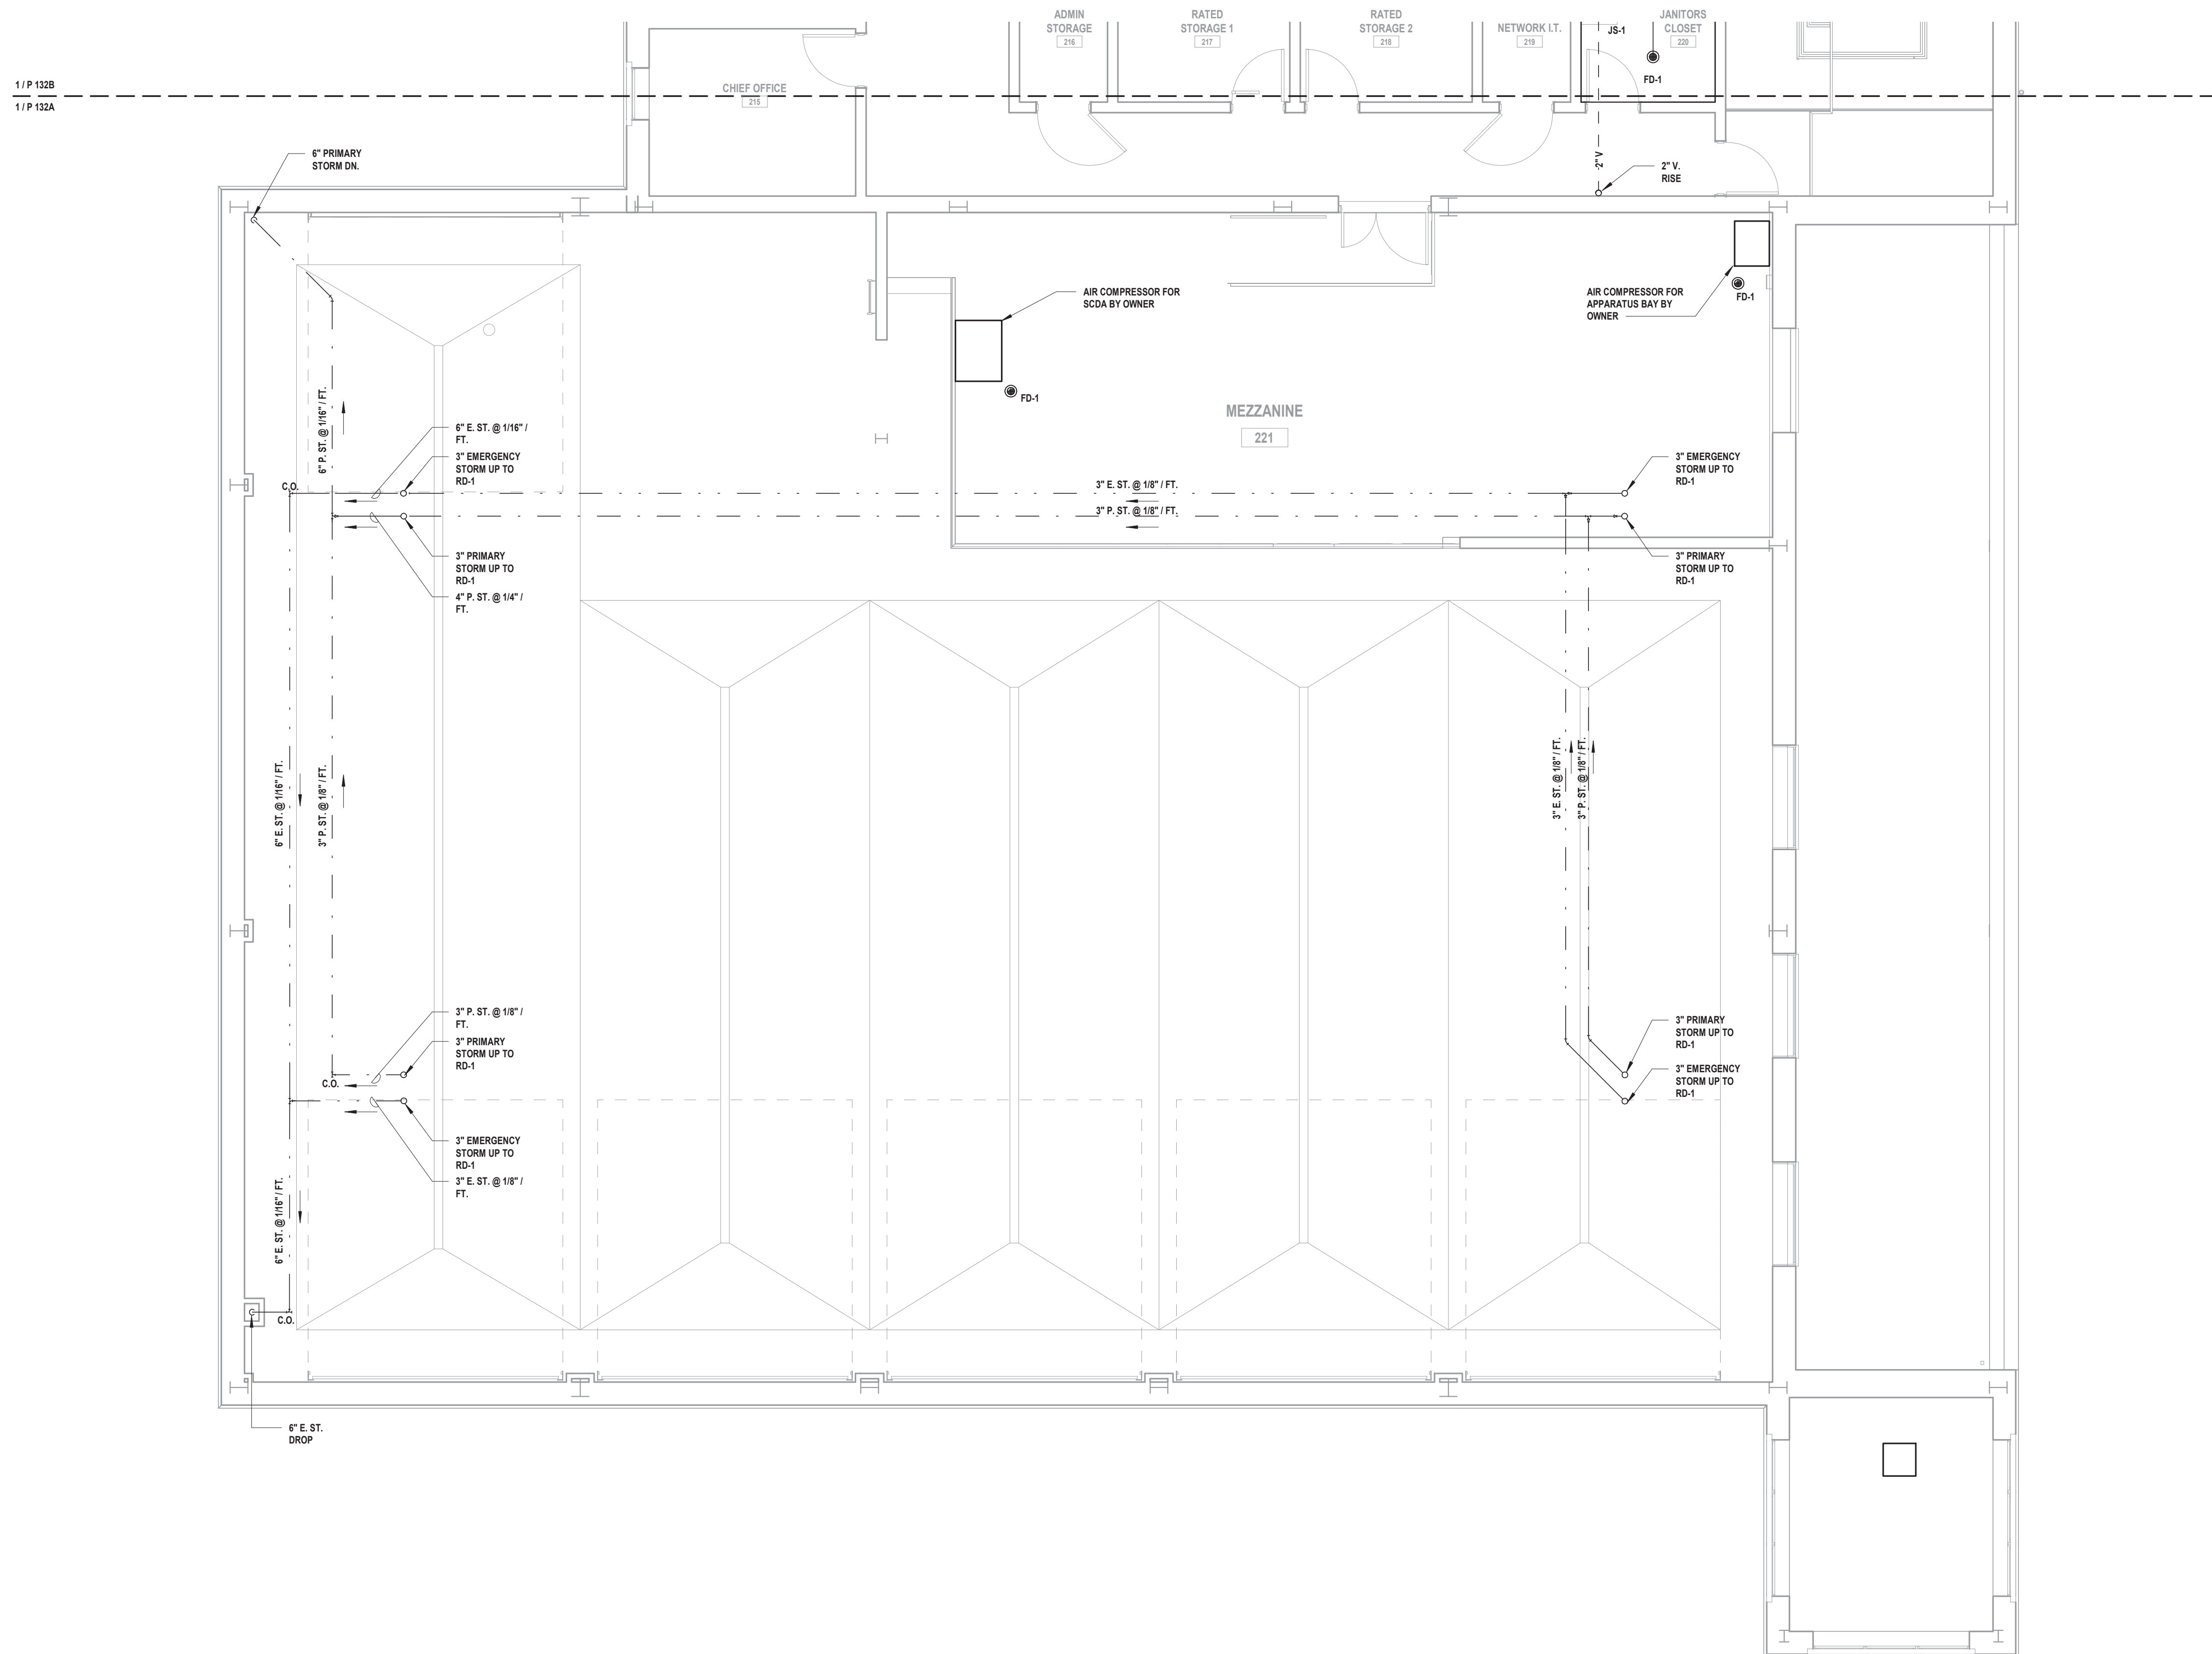 ADMIN
STORAGE
216
RATED
STORAGE 1
217
RATED
STORAGE 2
218
NETWORK I.T.
219
JS-1
JANITORS
CLOSET
220
FD-1
1 / P 132B
1 / P 132A
CHIEF OFFICE
215
6" PRIMARY
STORM DN.
2" V
2" V.
RISE
AIR COMPRESSOR FOR
SCDA BY OWNER
FD-1
AIR COMPRESSOR FOR
APPARATUS BAY BY
OWNER
FD-1
MEZZANINE
221
6" P. ST. @ 1/16" / FT.
6" E. ST. @ 1/16" /
FT.
3" EMERGENCY
STORM UP TO
RD-1
C.O.
3" E. ST. @ 1/8" / FT.
3" P. ST. @ 1/8" / FT.
3" EMERGENCY
STORM UP TO
RD-1
3" PRIMARY
STORM UP TO
RD-1
4" P. ST. @ 1/4" /
FT.
3" PRIMARY
STORM UP TO
RD-1
6" E. ST. @ 1/16" / FT.
3" P. ST. @ 1/8" / FT.
3" E. ST. @ 1/8" / FT.
3" P. ST. @ 1/8" / FT.
3" P. ST. @ 1/8" /
FT.
3" PRIMARY
STORM UP TO
RD-1
C.O.
3" EMERGENCY
STORM UP TO
RD-1
3" E. ST. @ 1/8" /
FT.
3" PRIMARY
STORM UP TO
RD-1
3" EMERGENCY
STORM UP TO
RD-1
6" E. ST. @ 1/16" / FT.
C.O.
6" E. ST.
DROP